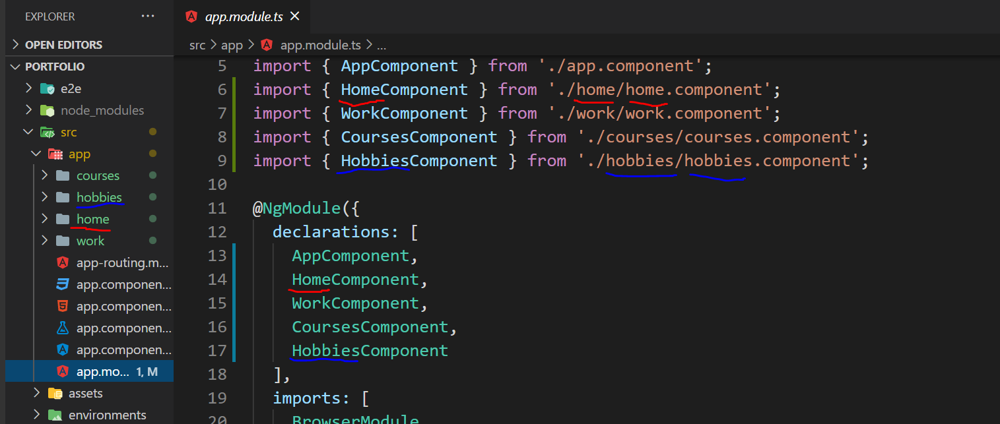 EXPLORER ...
OPEN EDITORS
PORTFOLIO
e2e
node_modules
src
app
courses
hobbies
home
work
app-routing.m...
app.componen...
app.componen...
app.componen...
app.componen...
app.mo... 1, M
assets
environments
app.module.ts
src > app > app.module.ts > ...
5 import { AppComponent } from './app.component';
6 import { HomeComponent } from './home/home.component';
7 import { WorkComponent } from './work/work.component';
8 import { CoursesComponent } from './courses/courses.component';
9 import { HobbiesComponent } from './hobbies/hobbies.component';
10
11 @NgModule({
12 declarations: [
13 AppComponent,
14 HomeComponent,
15 WorkComponent,
16 CoursesComponent,
17 HobbiesComponent
18 ],
19 imports: [
20 BrowserModule